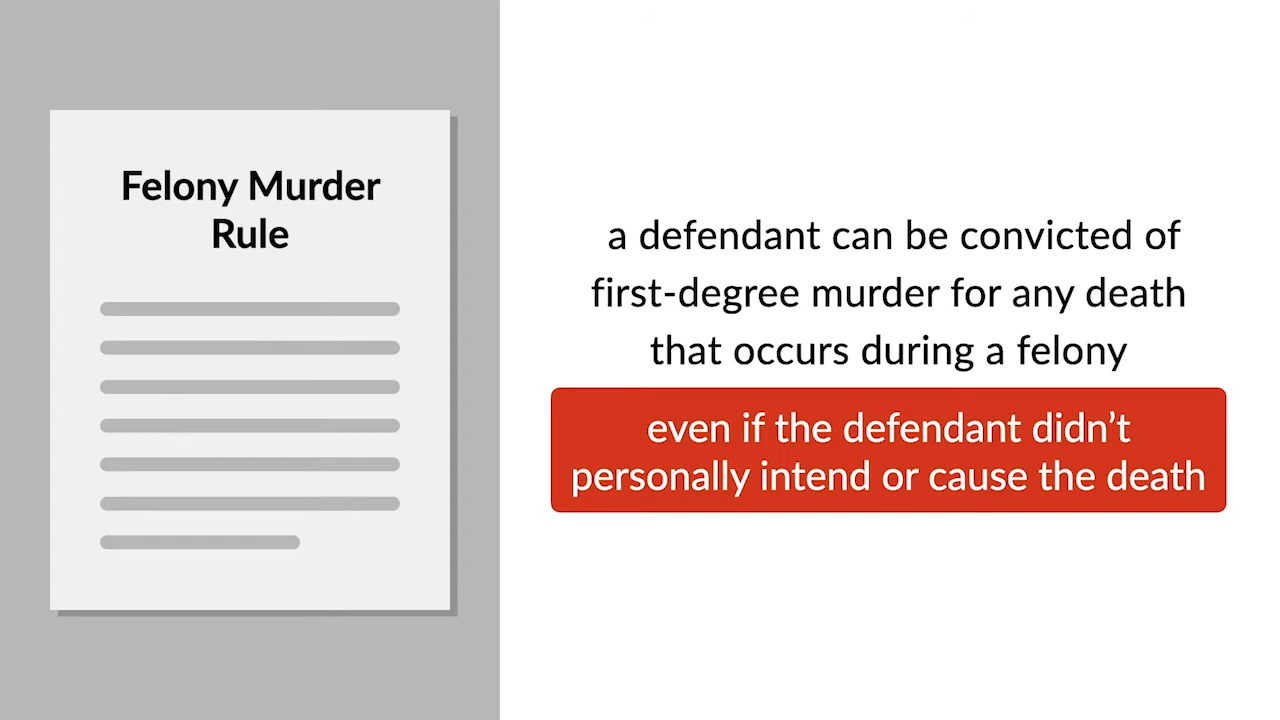 Felony Murder
Rule
a defendant can be convicted of
first-degree murder for any death
that occurs during a felony
even if the defendant didn’t
personally intend or cause the death